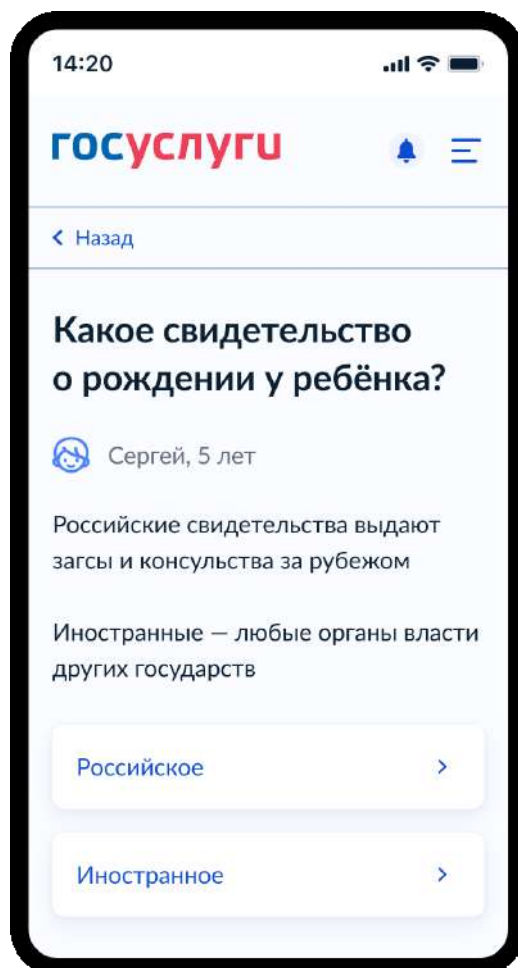 14:20
госуслуги
Назад
Какое свидетельство
о рождении у ребёнка?
Сергей, 5 лет
Российские свидетельства выдают
загсы и консульства за рубежом
Иностранные — любые органы власти
других государств
Российское
Иностранное